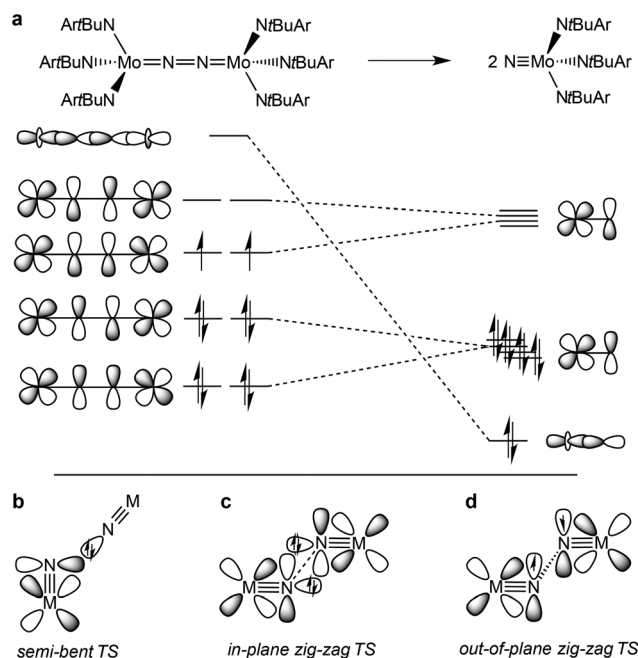 a
ArtBuN NtBuAr NtBuAr
ArtBuN Mo=N=N=Mo NtBuAr 2 N≡Mo NtBuAr
ArtBuN NtBuAr NtBuAr
b c d
M
N
N
M
N≡M
M≡N
N≡M
M≡N
semi-bent TS in-plane zig-zag TS out-of-plane zig-zag TS